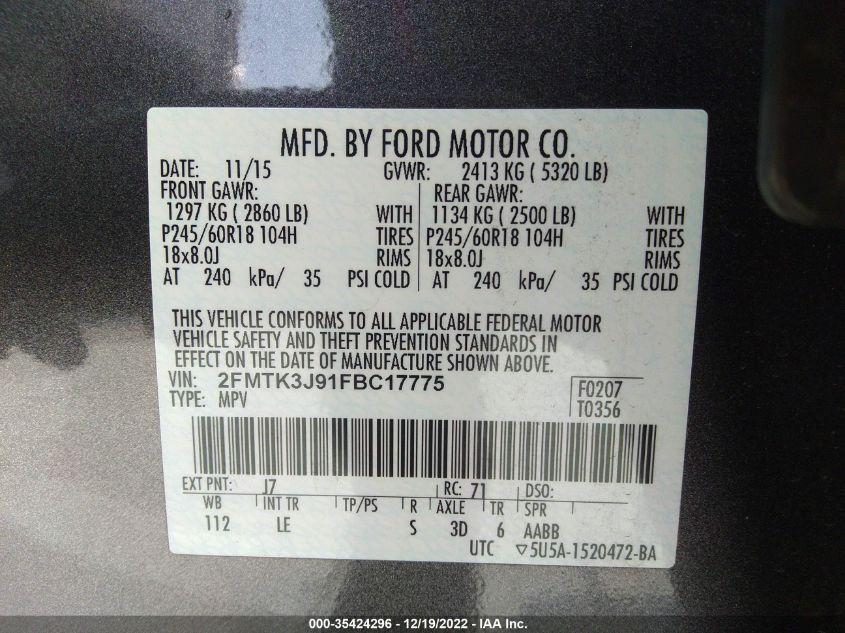 MFD. BY FORD MOTOR CO.
DATE: 11/15 GVWR: 2413 KG ( 5320 LB)
FRONT GAWR: REAR GAWR:
1297 KG ( 2860 LB) WITH 1134 KG ( 2500 LB) WITH
P245/60R18 104H TIRES P245/60R18 104H TIRES
18x8.0J RIMS 18x8.0J RIMS
AT 240 kPa/ 35 PSI COLD AT 240 kPa/ 35 PSI COLD
THIS VEHICLE CONFORMS TO ALL APPLICABLE FEDERAL MOTOR
VEHICLE SAFETY AND THEFT PREVENTION STANDARDS IN
EFFECT ON THE DATE OF MANUFACTURE SHOWN ABOVE.
VIN: 2FMTK3J91FBC17775 F0207
TYPE: MPV T0356
EXT PNT: J7 RC: 71 DSO:
WB INT TR TP/PS R AXLE TR SPR
112 LE S 3D 6 AABB
UTC ▽5U5A-1520472-BA
000-35424296 - 12/19/2022 - IAA Inc.